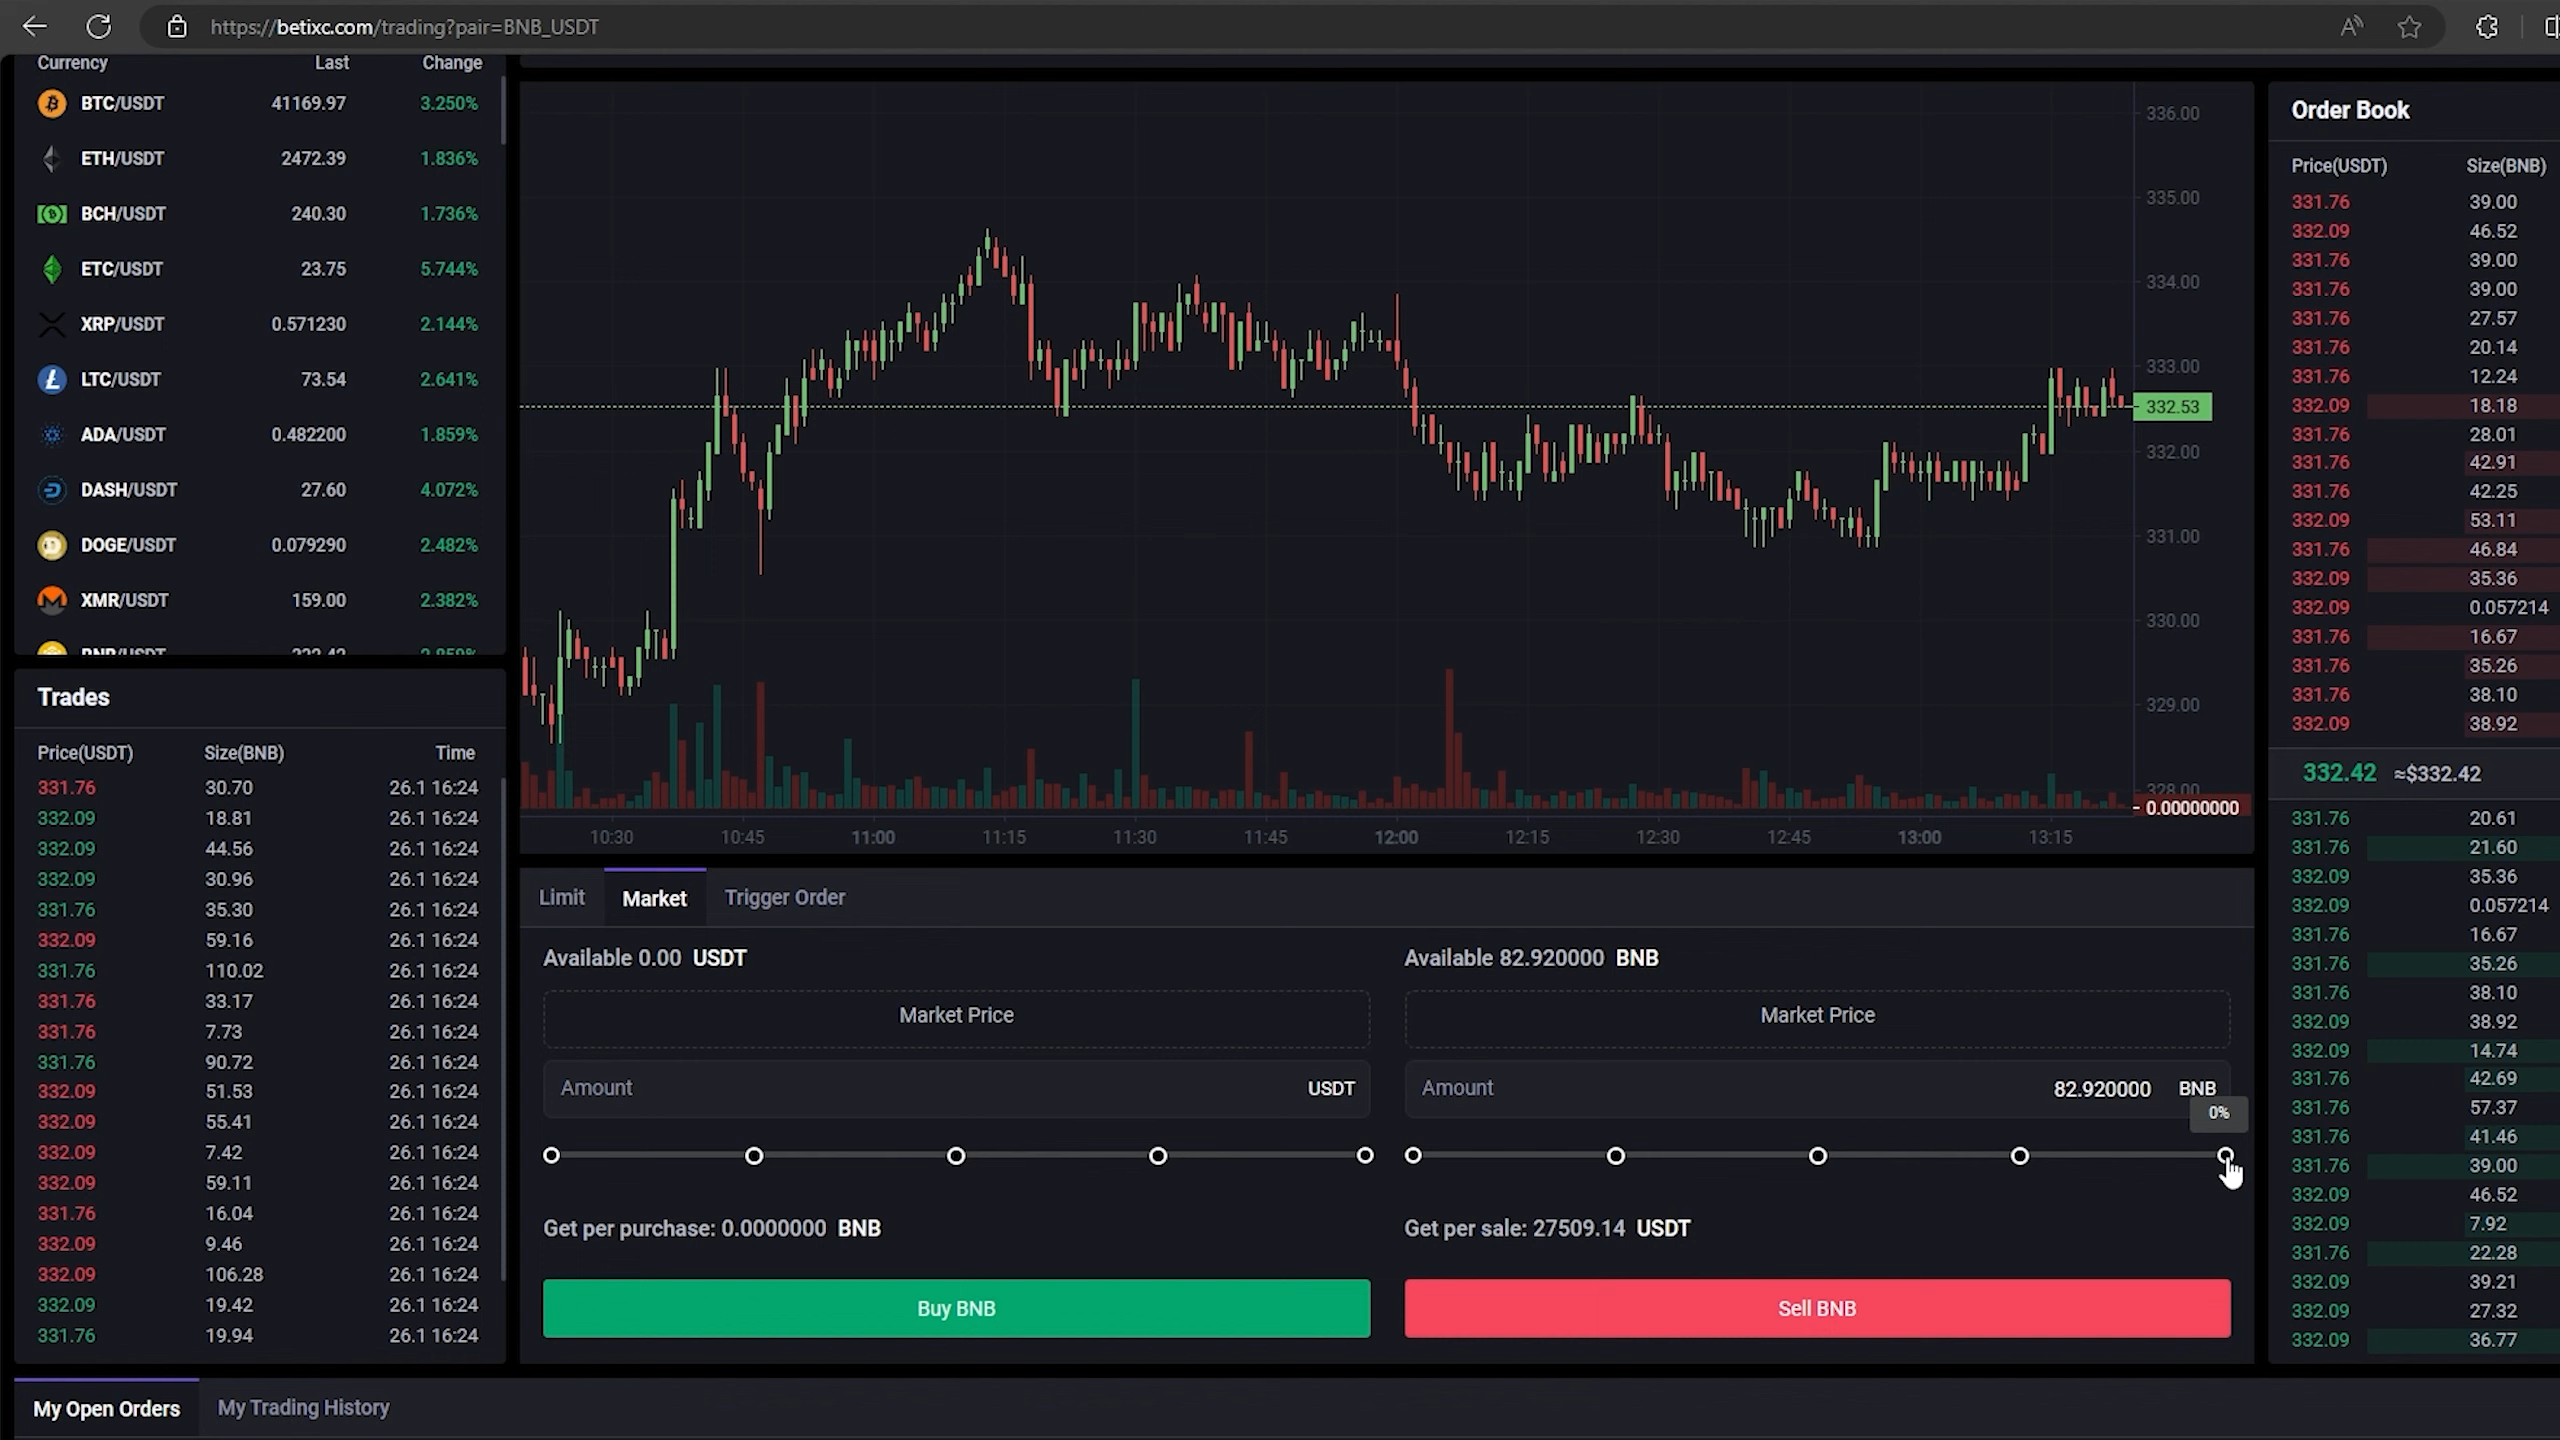 https://betixc.com/trading?pair=BNB_USDT
Currency Last Change
BTC/USDT 41169.97 3.250%
ETH/USDT 2472.39 1.836%
BCH/USDT 240.30 1.736%
ETC/USDT 23.75 5.744%
XRP/USDT 0.571230 2.144%
LTC/USDT 73.54 2.641%
ADA/USDT 0.482200 1.859%
DASH/USDT 27.60 4.072%
DOGE/USDT 0.079290 2.482%
XMR/USDT 159.00 2.382%
Trades
Price(USDT) Size(BNB) Time
331.76 30.70 26.1 16:24
332.09 18.81 26.1 16:24
332.09 44.56 26.1 16:24
332.09 30.96 26.1 16:24
331.76 35.30 26.1 16:24
332.09 59.16 26.1 16:24
331.76 110.02 26.1 16:24
331.76 33.17 26.1 16:24
331.76 7.73 26.1 16:24
331.76 90.72 26.1 16:24
332.09 51.53 26.1 16:24
332.09 55.41 26.1 16:24
332.09 7.42 26.1 16:24
332.09 59.11 26.1 16:24
331.76 16.04 26.1 16:24
332.09 9.46 26.1 16:24
332.09 106.28 26.1 16:24
332.09 19.42 26.1 16:24
331.76 19.94 26.1 16:24
336.00
335.00
334.00
333.00
332.53
332.00
331.00
330.00
329.00
328.00
0.00000000
10:30 10:45 11:00 11:15 11:30 11:45 12:00 12:15 12:30 12:45 13:00 13:15
Limit Market Trigger Order
Available 0.00 USDT
Market Price
Amount USDT
Get per purchase: 0.0000000 BNB
Buy BNB
Available 82.920000 BNB
Market Price
Amount 82.920000 BNB
0%
Get per sale: 27509.14 USDT
Sell BNB
Order Book
Price(USDT) Size(BNB)
331.76 39.00
332.09 46.52
331.76 39.00
331.76 39.00
331.76 27.57
331.76 20.14
331.76 12.24
332.09 18.18
331.76 28.01
331.76 42.91
331.76 42.25
332.09 53.11
331.76 46.84
332.09 35.36
332.09 0.057214
331.76 16.67
331.76 35.26
331.76 38.10
332.09 38.92
332.42 ≈$332.42
331.76 20.61
331.76 21.60
332.09 35.36
332.09 0.057214
331.76 16.67
331.76 35.26
331.76 38.10
332.09 38.92
332.09 14.74
331.76 42.69
331.76 57.37
331.76 41.46
331.76 39.00
332.09 46.52
332.09 7.92
331.76 22.28
332.09 39.21
332.09 27.32
332.09 36.77
My Open Orders My Trading History